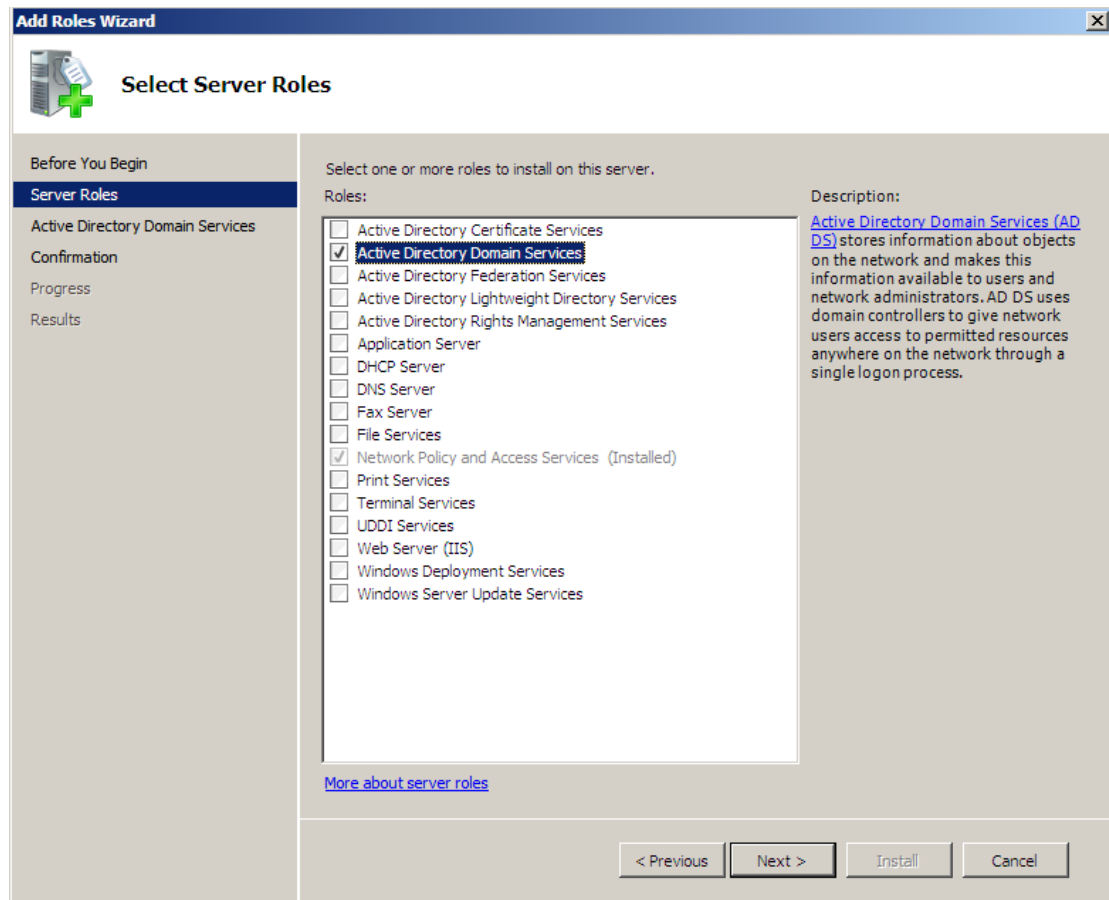 Add Roles Wizard
Select Server Roles
Before You Begin
Server Roles
Active Directory Domain Services
Confirmation
Progress
Results
Select one or more roles to install on this server.
Roles:
Active Directory Certificate Services
Active Directory Domain Services
Active Directory Federation Services
Active Directory Lightweight Directory Services
Active Directory Rights Management Services
Application Server
DHCP Server
DNS Server
Fax Server
File Services
Network Policy and Access Services (Installed)
Print Services
Terminal Services
UDDI Services
Web Server (IIS)
Windows Deployment Services
Windows Server Update Services
More about server roles
Description:
Active Directory Domain Services (AD
DS) stores information about objects
on the network and makes this
information available to users and
network administrators. AD DS uses
domain controllers to give network
users access to permitted resources
anywhere on the network through a
single logon process.
< Previous
Next >
Install
Cancel